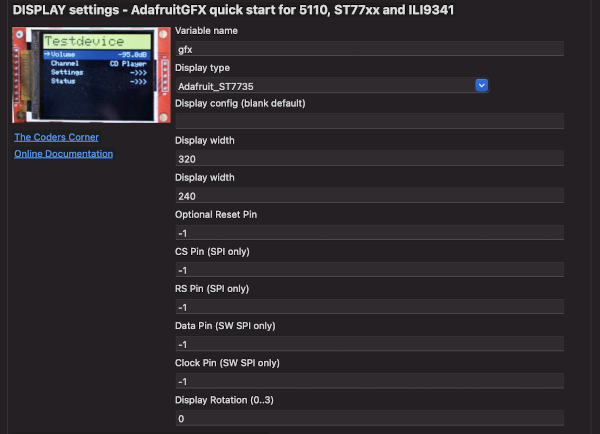 DISPLAY settings - AdafruitGFX quick start for 5110, ST77xx and ILI9341
Testdevice
Volume -95.0dB
Channel CD Player
Settings ->>>
Status ->>>
The Coders Corner
Online Documentation
Variable name
gfx
Display type
Adafruit_ST7735
Display config (blank default)
Display width
320
Display width
240
Optional Reset Pin
-1
CS Pin (SPI only)
-1
RS Pin (SPI only)
-1
Data Pin (SW SPI only)
-1
Clock Pin (SW SPI only)
-1
Display Rotation (0..3)
0